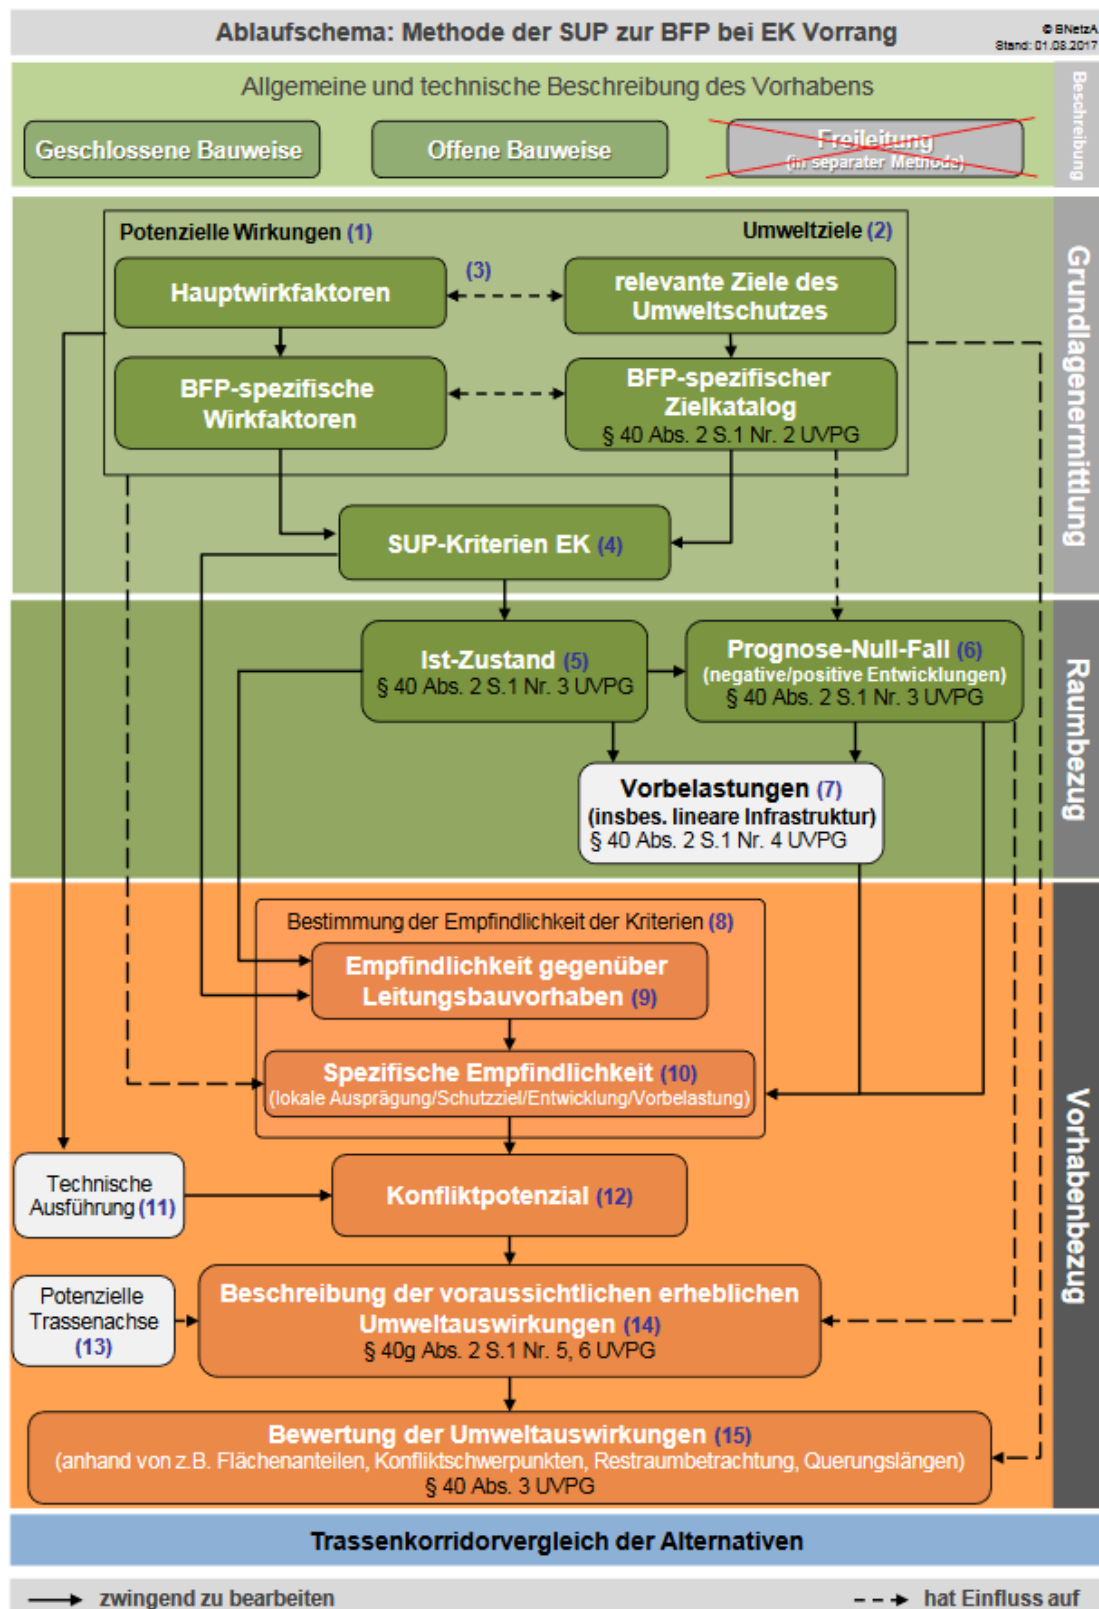 Ablaufschema: Methode der SUP zur BFP bei EK Vorrang
© BNetzA
Stand: 01.08.2017
Allgemeine und technische Beschreibung des Vorhabens
Beschreibung
Geschlossene Bauweise
Offene Bauweise
Freileitung
(in separater Methode)
Grundlagenermittlung
Potenzielle Wirkungen (1)
Umweltziele (2)
Hauptwirkfaktoren
(3)
relevante Ziele des
Umweltschutzes
BFP-spezifische
Wirkfaktoren
BFP-spezifischer
Zielkatalog
§ 40 Abs. 2 S.1 Nr. 2 UVPG
SUP-Kriterien EK (4)
Raumbezug
Ist-Zustand (5)
§ 40 Abs. 2 S.1 Nr. 3 UVPG
Prognose-Null-Fall (6)
(negative/positive Entwicklungen)
§ 40 Abs. 2 S.1 Nr. 3 UVPG
Vorbelastungen (7)
(insbes. lineare Infrastruktur)
§ 40 Abs. 2 S.1 Nr. 4 UVPG
Vorhabenbezug
Bestimmung der Empfindlichkeit der Kriterien (8)
Empfindlichkeit gegenüber
Leitungsbauvorhaben (9)
Spezifische Empfindlichkeit (10)
(lokale Ausprägung/Schutzziel/Entwicklung/Vorbelastung)
Technische
Ausführung (11)
Konfliktpotenzial (12)
Potenzielle
Trassenachse
(13)
Beschreibung der voraussichtlichen erheblichen
Umweltauswirkungen (14)
§ 40g Abs. 2 S.1 Nr. 5, 6 UVPG
Bewertung der Umweltauswirkungen (15)
(anhand von z.B. Flächenanteilen, Konfliktschwerpunkten, Restraumbetrachtung, Querungslängen)
§ 40 Abs. 3 UVPG
Trassenkorridorvergleich der Alternativen
zwingend zu bearbeiten
hat Einfluss auf